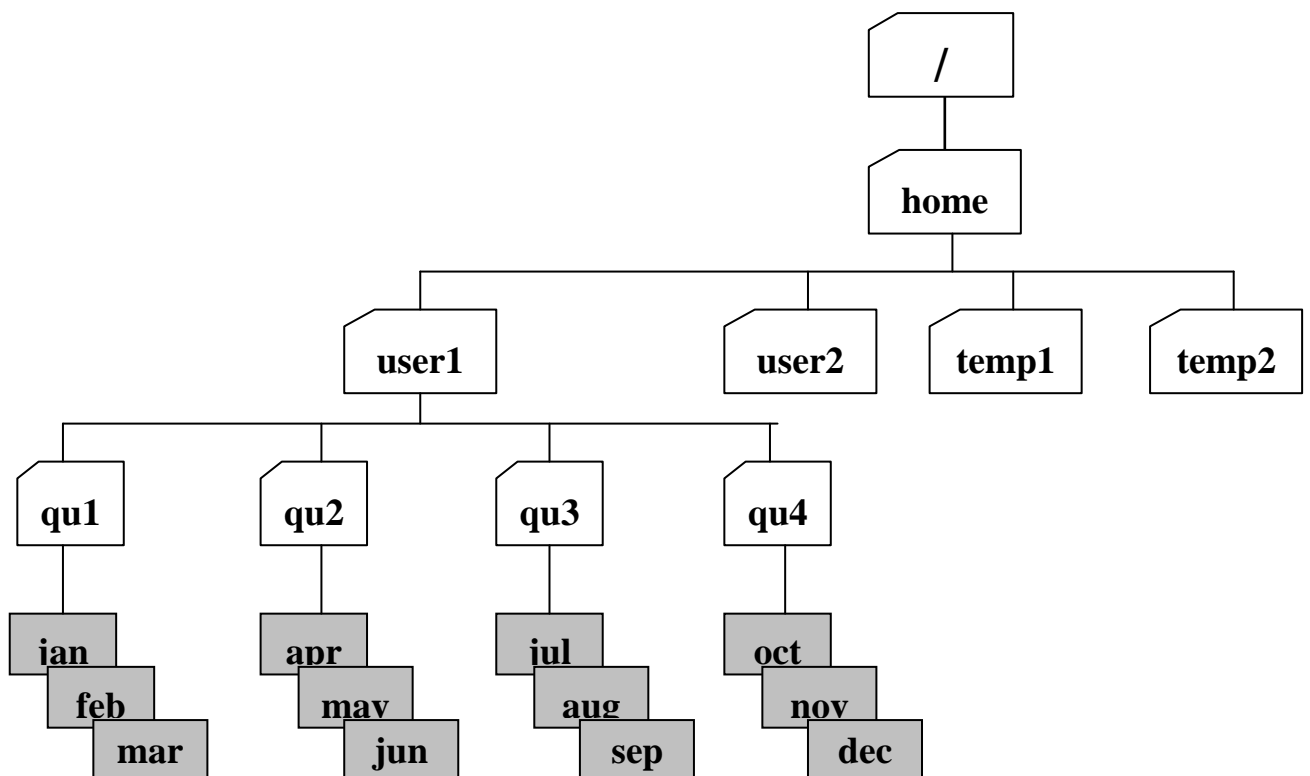 /
home
user1 user2 temp1 temp2
qu1 qu2 qu3 qu4
jan apr jul oct
feb may aug nov
mar jun sep dec